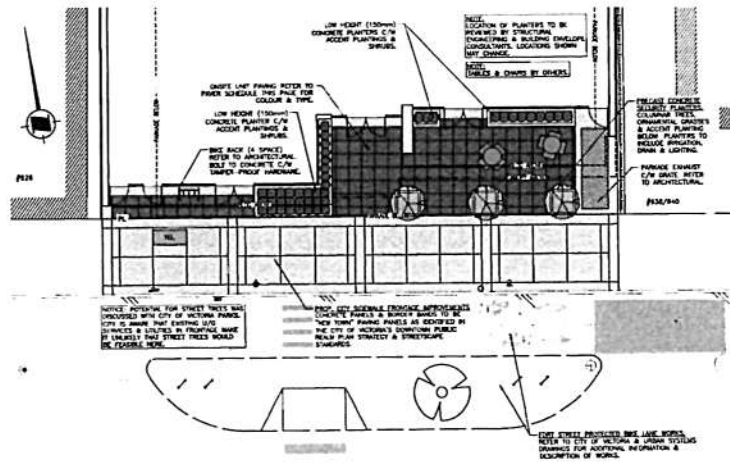 LOW HEIGHT (150mm)
CONCRETE PLANTERS C/W
ACCENT PLANTINGS &
SHRUBS.
NOTE:
LOCATION OF PLANTERS TO BE
REVIEWED BY STRUCTURAL
ENGINEERING & BUILDING ENVELOPE
CONSULTANTS. LOCATIONS SHOWN
MAY CHANGE.
NOTE:
TABLES & CHAIRS BY OTHERS.
ONSITE UNIT PAVING REFER TO
PAVER SCHEDULE THIS PAGE FOR
COLOUR & TYPE.
LOW HEIGHT (150mm)
CONCRETE PLANTER C/W
ACCENT PLANTINGS &
SHRUBS.
BIKE RACK (4 SPACE)
REFER TO ARCHITECTURAL.
BOLT TO CONCRETE C/W
TAMPER-PROOF HARDWARE.
PRECAST CONCRETE
SECURITY PLANTERS.
COLUMNAR TREES,
ORNAMENTAL GRASSES
& ACCENT PLANTING
BELOW PLANTERS TO
INCLUDE IRRIGATION,
DRAIN & LIGHTING.
PARKADE EXHAUST
C/W GRATE REFER
TO ARCHITECTURAL.
#926
#938/940
PL
NOTICE: POTENTIAL FOR STREET TREES WAS
DISCUSSED WITH CITY OF VICTORIA PARKS.
CITY IS AWARE THAT EXISTING U/G
SERVICES & UTILITIES IN FRONTAGE MAKE
IT UNLIKELY THAT STREET TREES WOULD
BE FEASIBLE HERE.
PROP. CITY SIDEWALK FRONTAGE IMPROVEMENTS
CONCRETE PANELS & BORDER BANDS TO BE
"NEW TOWN" PAVING PANELS AS IDENTIFIED IN
THE CITY OF VICTORIA'S DOWNTOWN PUBLIC
REALM PLAN STRATEGY & STREETSCAPE
STANDARDS.
FORT STREET PROTECTED BIKE LANE WORKS.
REFER TO CITY OF VICTORIA & URBAN SYSTEMS
DRAWINGS FOR ADDITIONAL INFORMATION &
DESCRIPTION OF WORKS.